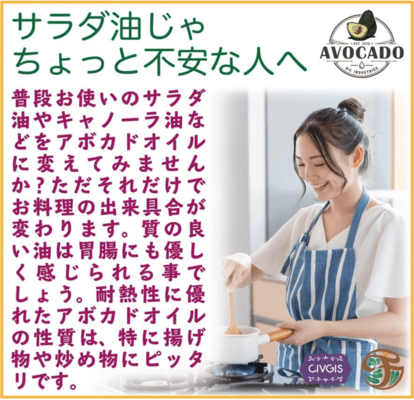 サラダ油じゃ
ちょっと不安な人へ
EST. 2016
AVOCADO
OIL INDUSTRIES
普段お使いのサラダ
油やキャノーラ油な
どをアボカドオイル
に変えてみません
か?ただそれだけで
お料理の出来具合が
変わります。質の良
い油は胃腸にも優し
く感じられる事で
しょう。耐熱性に優
れたアボカドオイル
の性質は、特に揚げ
物や炒め物にピッタ
リです。
CIVGIS